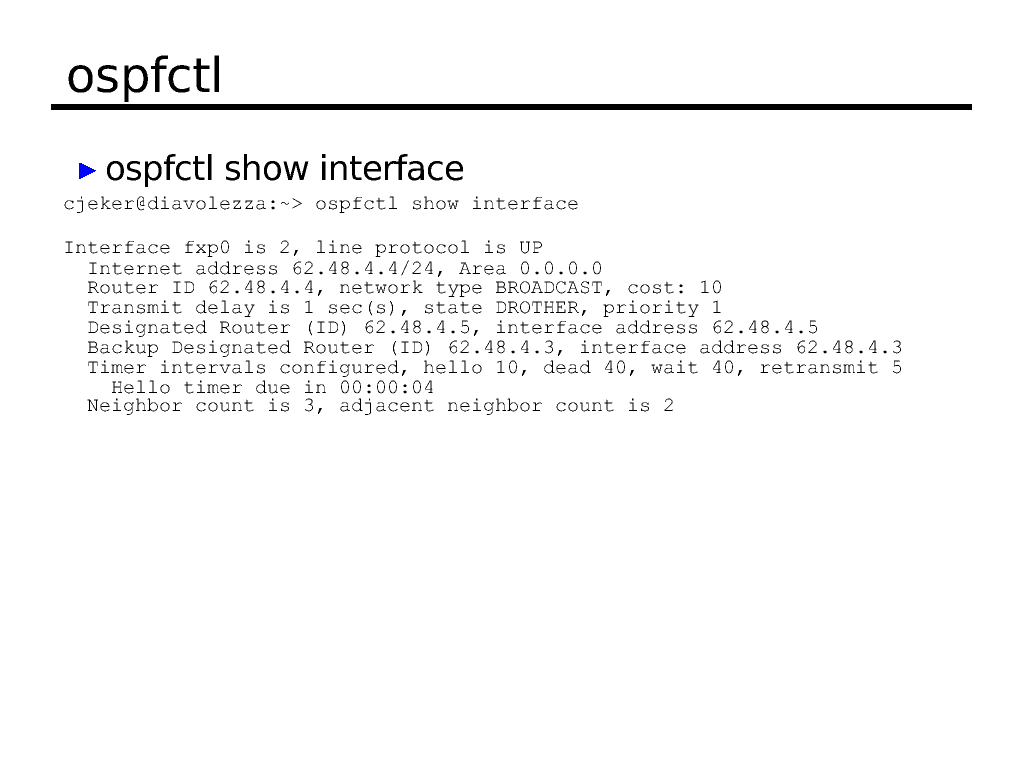 ospfctl
ospfctl show interface
cjeker@diavolezza:~> ospfctl show interface
Interface fxp0 is 2, line protocol is UP
Internet address 62.48.4.4/24, Area 0.0.0.0
Router ID 62.48.4.4, network type BROADCAST, cost: 10
Transmit delay is 1 sec(s), state DROTHER, priority 1
Designated Router (ID) 62.48.4.5, interface address 62.48.4.5
Backup Designated Router (ID) 62.48.4.3, interface address 62.48.4.3
Timer intervals configured, hello 10, dead 40, wait 40, retransmit 5
Hello timer due in 00:00:04
Neighbor count is 3, adjacent neighbor count is 2